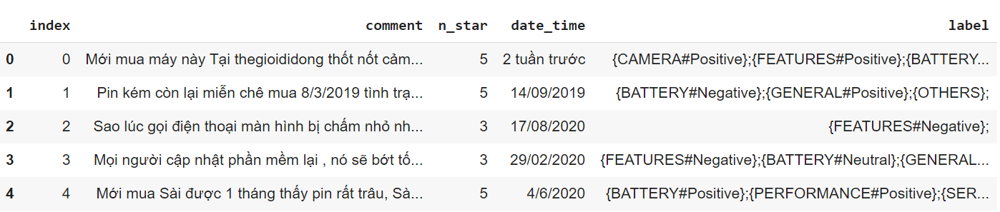 index comment n_star date_time label
0 0 Mới mua máy này Tại thegioididong thốt nốt cảm... 5 2 tuần trước {CAMERA#Positive};{FEATURES#Positive};{BATTERY...
1 1 Pin kém còn lại miễn chê mua 8/3/2019 tình trạ... 5 14/09/2019 {BATTERY#Negative};{GENERAL#Positive};{OTHERS};
2 2 Sao lúc gọi điện thoại màn hình bị chấm nhỏ nh... 3 17/08/2020 {FEATURES#Negative};
3 3 Mọi người cập nhật phần mềm lại , nó sẽ bớt tố... 3 29/02/2020 {FEATURES#Negative};{BATTERY#Neutral};{GENERAL...
4 4 Mới mua Sài được 1 tháng thấy pin rất trâu, Sà... 5 4/6/2020 {BATTERY#Positive};{PERFORMANCE#Positive};{SER...